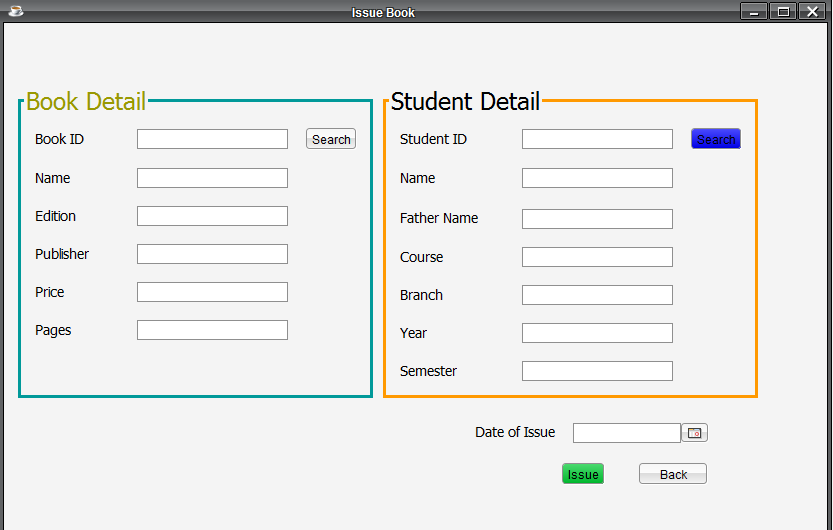 Issue Book
Book Detail
Book ID
Search
Name
Edition
Publisher
Price
Pages
Student Detail
Student ID
Search
Name
Father Name
Course
Branch
Year
Semester
Date of Issue
Issue
Back